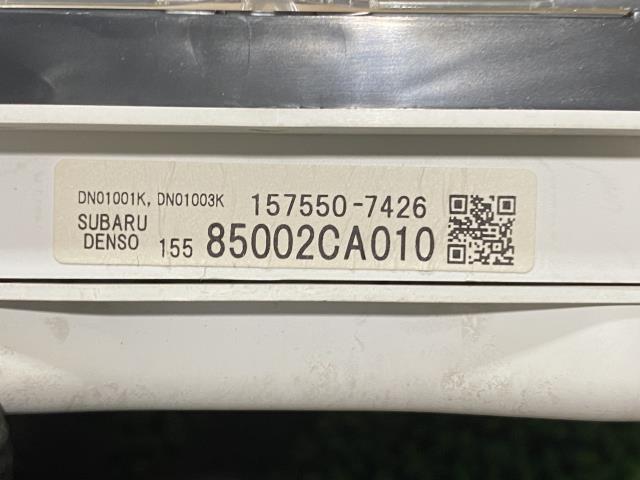 DN01001K, DN01003K 157550-7426
SUBARU
DENSO 155 85002CA010